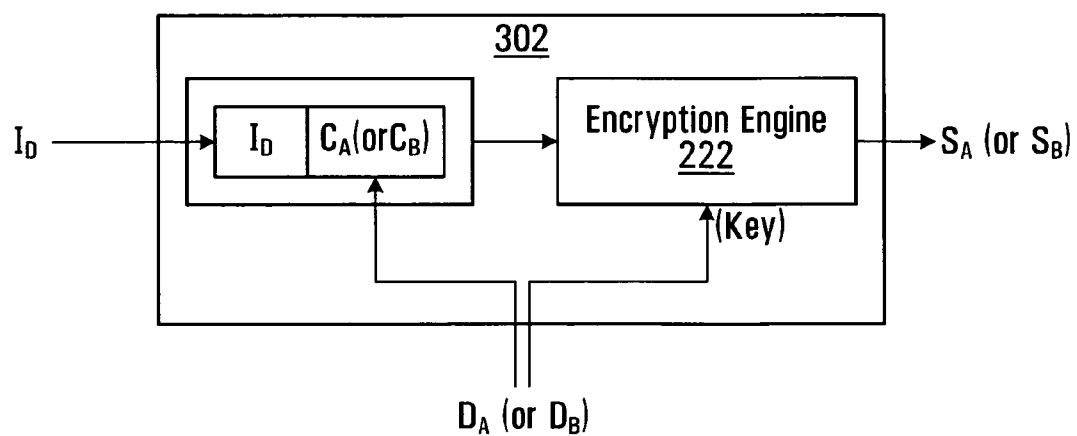 302
I_D
I_D
C_A(orC_B)
Encryption Engine
222
S_A (or S_B)
(Key)
D_A (or D_B)